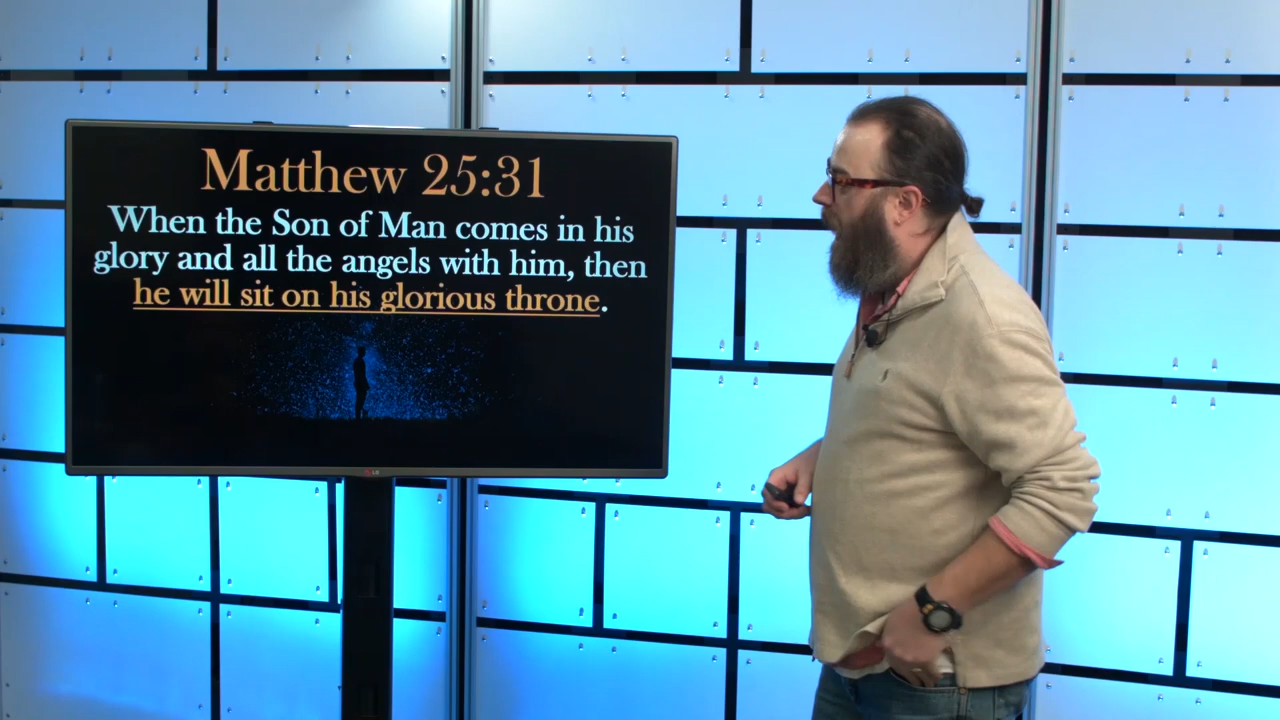 Matthew 25:31
When the Son of Man comes in his
glory and all the angels with him, then
he will sit on his glorious throne.
LG